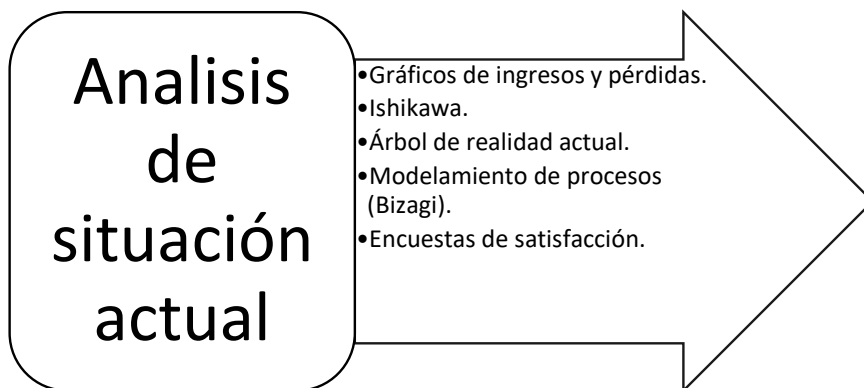 Analisis
de
situación
actual
•Gráficos de ingresos y pérdidas.
•Ishikawa.
•Árbol de realidad actual.
•Modelamiento de procesos
(Bizagi).
•Encuestas de satisfacción.